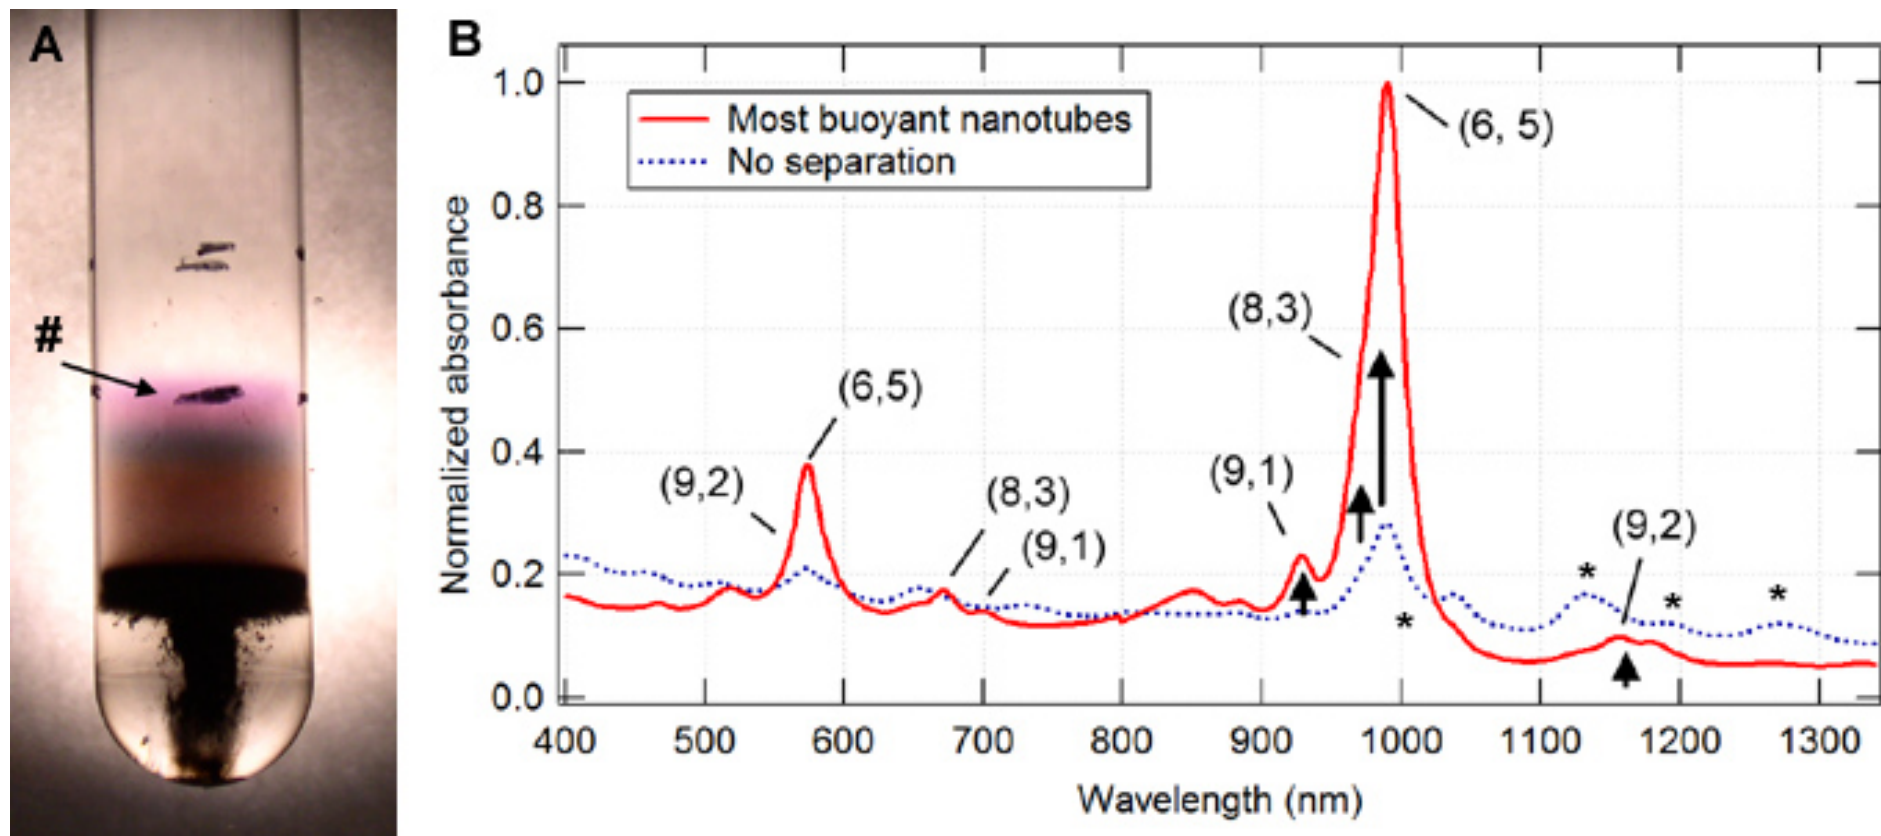 A
#
B
Normalized absorbance
1.0
0.8
0.6
0.4
0.2
0.0
Most buoyant nanotubes
No separation
(6, 5)
(8,3)
(6,5)
(9,2)
(8,3)
(9,1)
(9,1)
(9,2)
*
*
*
*
400 500 600 700 800 900 1000 1100 1200 1300
Wavelength (nm)